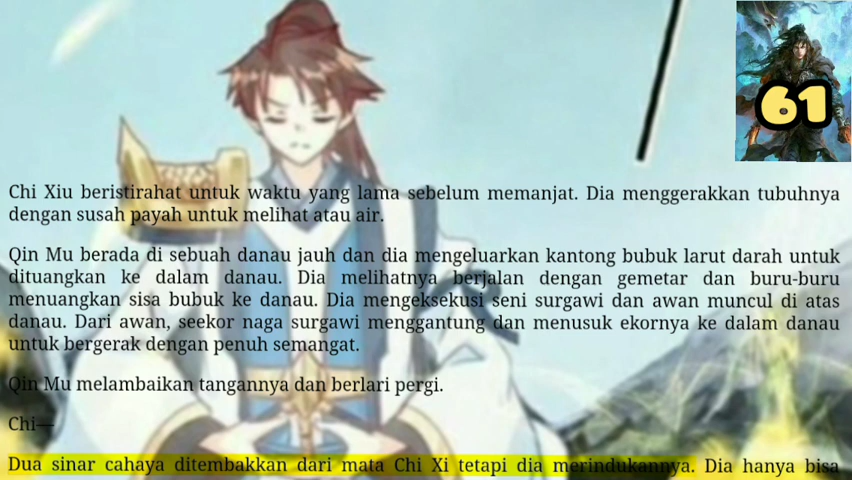 61
Chi Xiu beristirahat untuk waktu yang lama sebelum memanjat. Dia menggerakkan tubuhnya
dengan susah payah untuk melihat atau air.
Qin Mu berada di sebuah danau jauh dan dia mengeluarkan kantong bubuk larut darah untuk
dituangkan ke dalam danau. Dia melihatnya berjalan dengan gemetar dan buru-buru
menuangkan sisa bubuk ke danau. Dia mengeksekusi seni surgawi dan awan muncul di atas
danau. Dari awan, seekor naga surgawi menggantung dan menusuk ekornya ke dalam danau
untuk bergerak dengan penuh semangat.
Qin Mu melambaikan tangannya dan berlari pergi.
Chi—
Dua sinar cahaya ditembakkan dari mata Chi Xi tetapi dia merindukannya. Dia hanya bisa